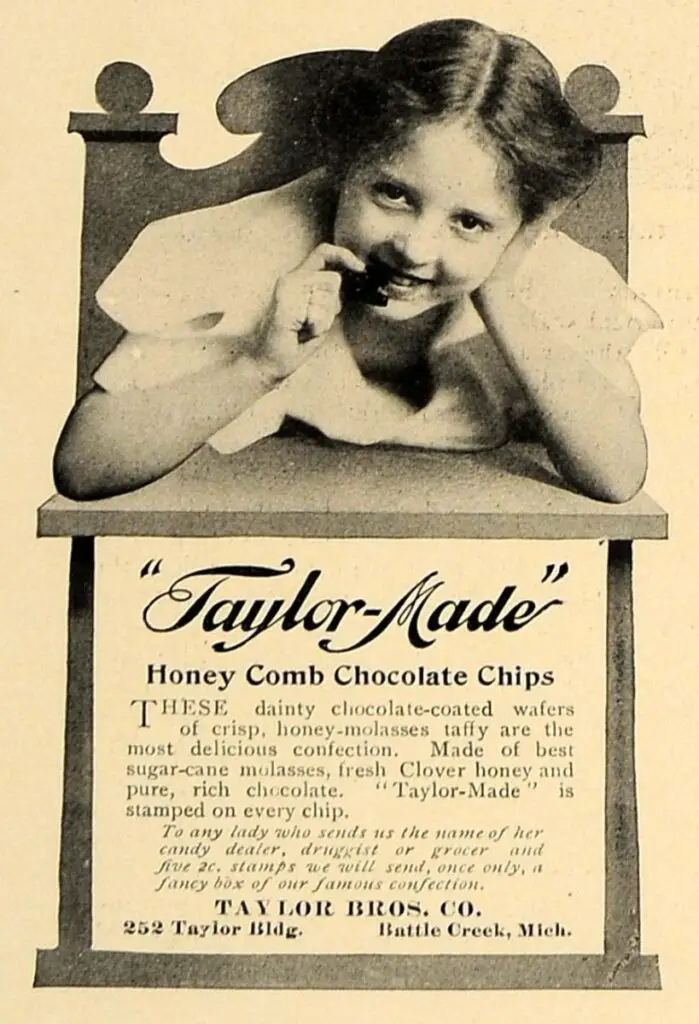 "Taylor-Made"
Honey Comb Chocolate Chips
THESE dainty chocolate-coated wafers
of crisp, honey-molasses taffy are the
most delicious confection. Made of best
sugar-cane molasses, fresh Clover honey and
pure, rich chocolate. "Taylor-Made" is
stamped on every chip.
To any lady who sends us the name of her
candy dealer, druggist or grocer and
five 2c. stamps we will send, once only, a
fancy box of our famous confection.
TAYLOR BROS. CO.
252 Taylor Bldg. Battle Creek, Mich.